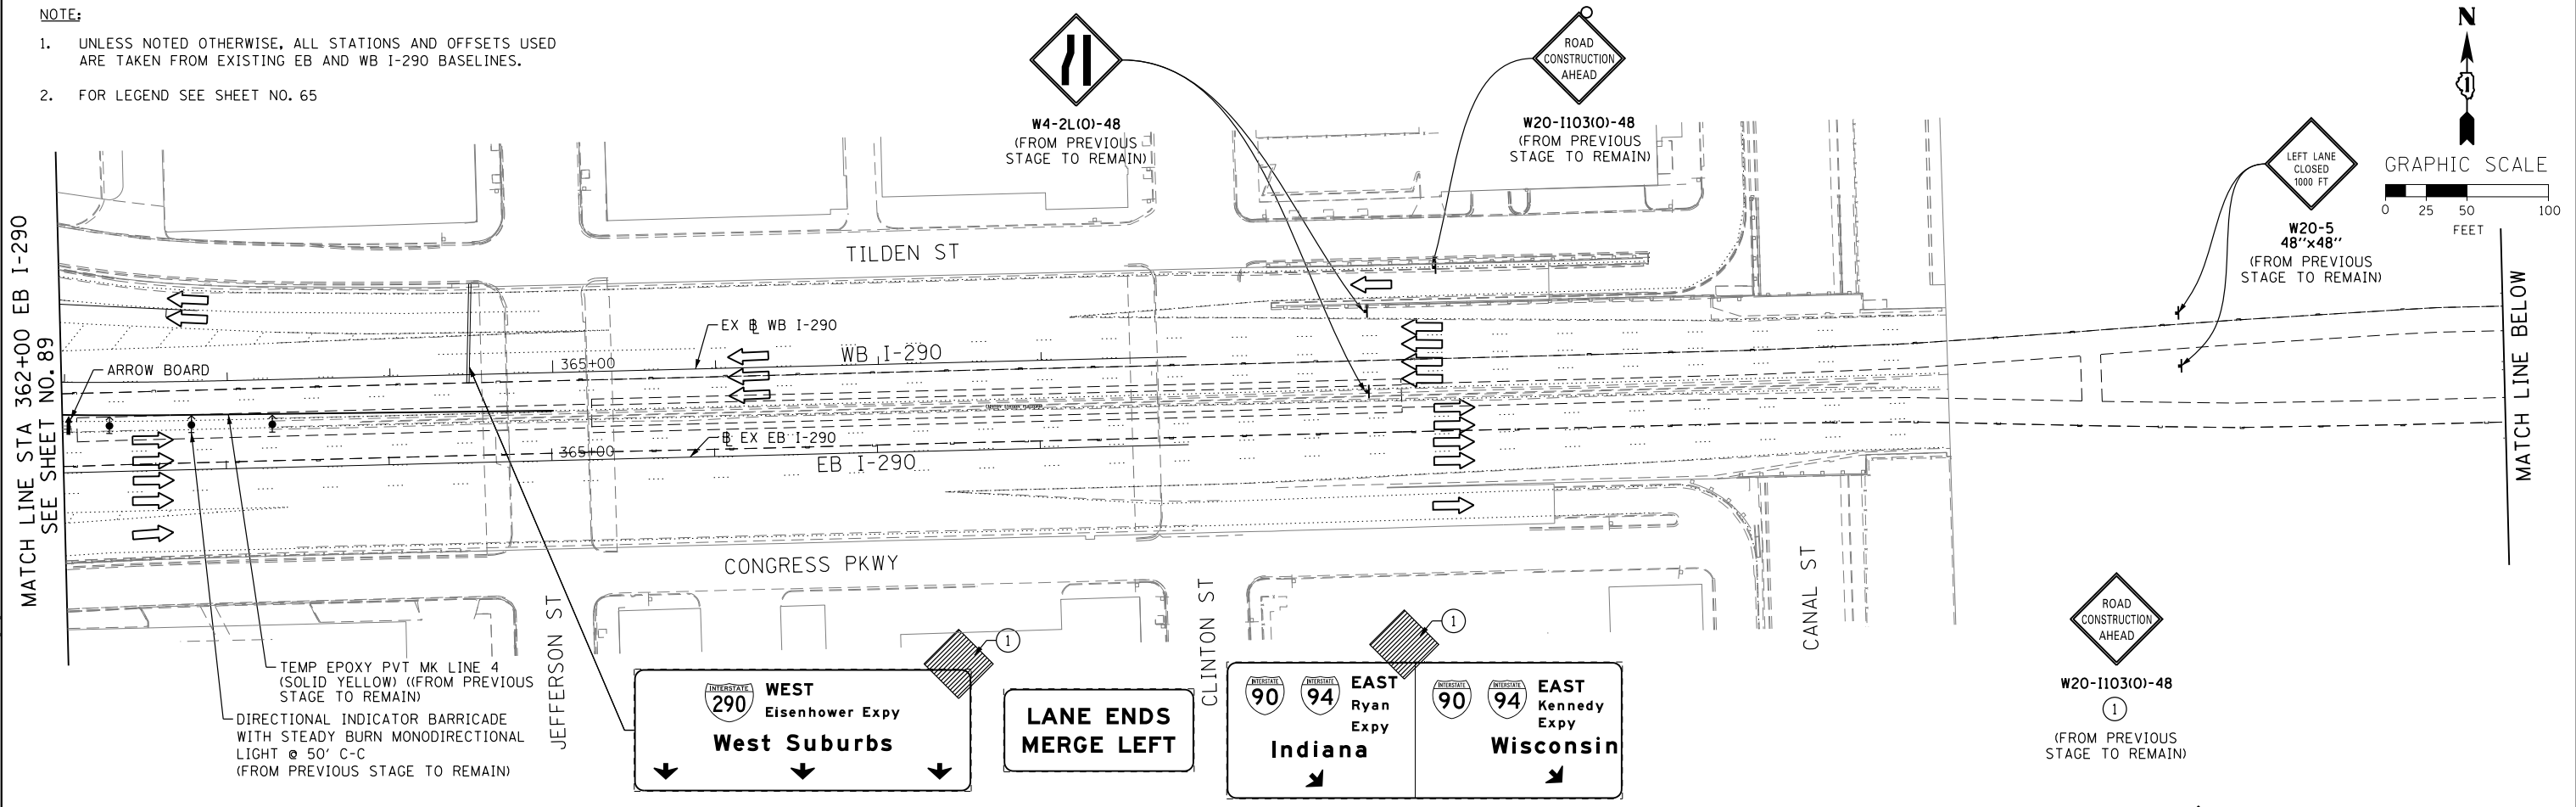 NOTE:
1. UNLESS NOTED OTHERWISE, ALL STATIONS AND OFFSETS USED
ARE TAKEN FROM EXISTING EB AND WB I-290 BASELINES.
2. FOR LEGEND SEE SHEET NO. 65
W4-2L(O)-48
(FROM PREVIOUS
STAGE TO REMAIN)
ROAD
CONSTRUCTION
AHEAD
W20-I103(O)-48
(FROM PREVIOUS
STAGE TO REMAIN)
LEFT LANE
CLOSED
1000 FT
W20-5
48"x48"
(FROM PREVIOUS
STAGE TO REMAIN)
N
1
GRAPHIC SCALE
0 25 50 100
FEET
MATCH LINE STA 362+00 EB I-290
SEE SHEET NO. 89
MATCH LINE BELOW
TILDEN ST
EX B WB I-290
WB I-290
365+00
ARROW BOARD
B EX EB I-290
365+00
EB I-290
CONGRESS PKWY
JEFFERSON ST
CLINTON ST
CANAL ST
TEMP EPOXY PVT MK LINE 4
(SOLID YELLOW) ((FROM PREVIOUS
STAGE TO REMAIN)
DIRECTIONAL INDICATOR BARRICADE
WITH STEADY BURN MONODIRECTIONAL
LIGHT @ 50' C-C
(FROM PREVIOUS STAGE TO REMAIN)
1
INTERSTATE
290
WEST
Eisenhower Expy
West Suburbs
LANE ENDS
MERGE LEFT
1
INTERSTATE
90
INTERSTATE
94
EAST
Ryan
Expy
Indiana
INTERSTATE
90
INTERSTATE
94
EAST
Kennedy
Expy
Wisconsin
ROAD
CONSTRUCTION
AHEAD
W20-I103(O)-48
1
(FROM PREVIOUS
STAGE TO REMAIN)